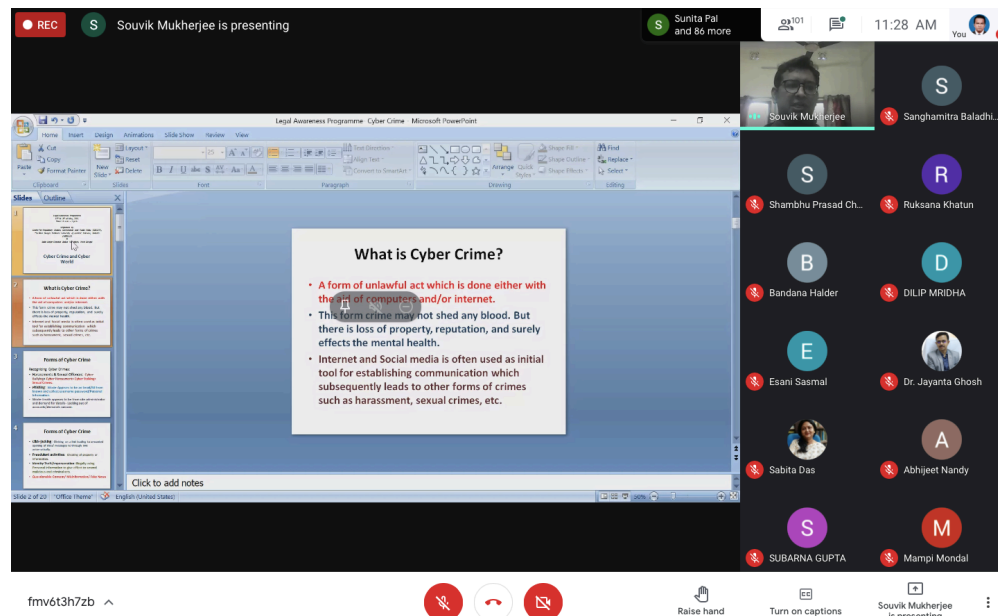 REC
S
Souvik Mukherjee is presenting
S
Sunita Pal
and 86 more
101
11:28 AM
You
Legal Awareness Programme Cyber Crime - Microsoft PowerPoint
Home Insert Design Animations Slide Show Review View
Paste
Cut
Copy
Format Painter
Clipboard
New
Slide
Layout
Reset
Delete
Slides
Font
Text Direction
Align Text
Convert to SmartArt
Paragraph
Arrange
Quick
Styles
Shape Fill
Shape Outline
Shape Effects
Drawing
Find
Replace
Select
Editing
Slides Outline
1
Cyber Crime and Cyber
World
2
What is Cyber Crime?
3
Forms of Cyber Crime
4
Forms of Cyber Crime
What is Cyber Crime?
• A form of unlawful act which is done either with
the aid of computers and/or internet.
• This form crime may not shed any blood. But
there is loss of property, reputation, and surely
effects the mental health.
• Internet and Social media is often used as initial
tool for establishing communication which
subsequently leads to other forms of crimes
such as harassment, sexual crimes, etc.
Click to add notes
Slide 2 of 20 "Office Theme" English (United States)
50%
Souvik Mukherjee
S
Sanghamitra Baladhi...
S
Shambhu Prasad Ch...
R
Ruksana Khatun
B
Bandana Halder
D
DILIP MRIDHA
E
Esani Sasmal
Dr. Jayanta Ghosh
Sabita Das
A
Abhijeet Nandy
S
SUBARNA GUPTA
M
Mampi Mondal
fmv6t3h7zb
Raise hand
Turn on captions
Souvik Mukherjee
is presenting